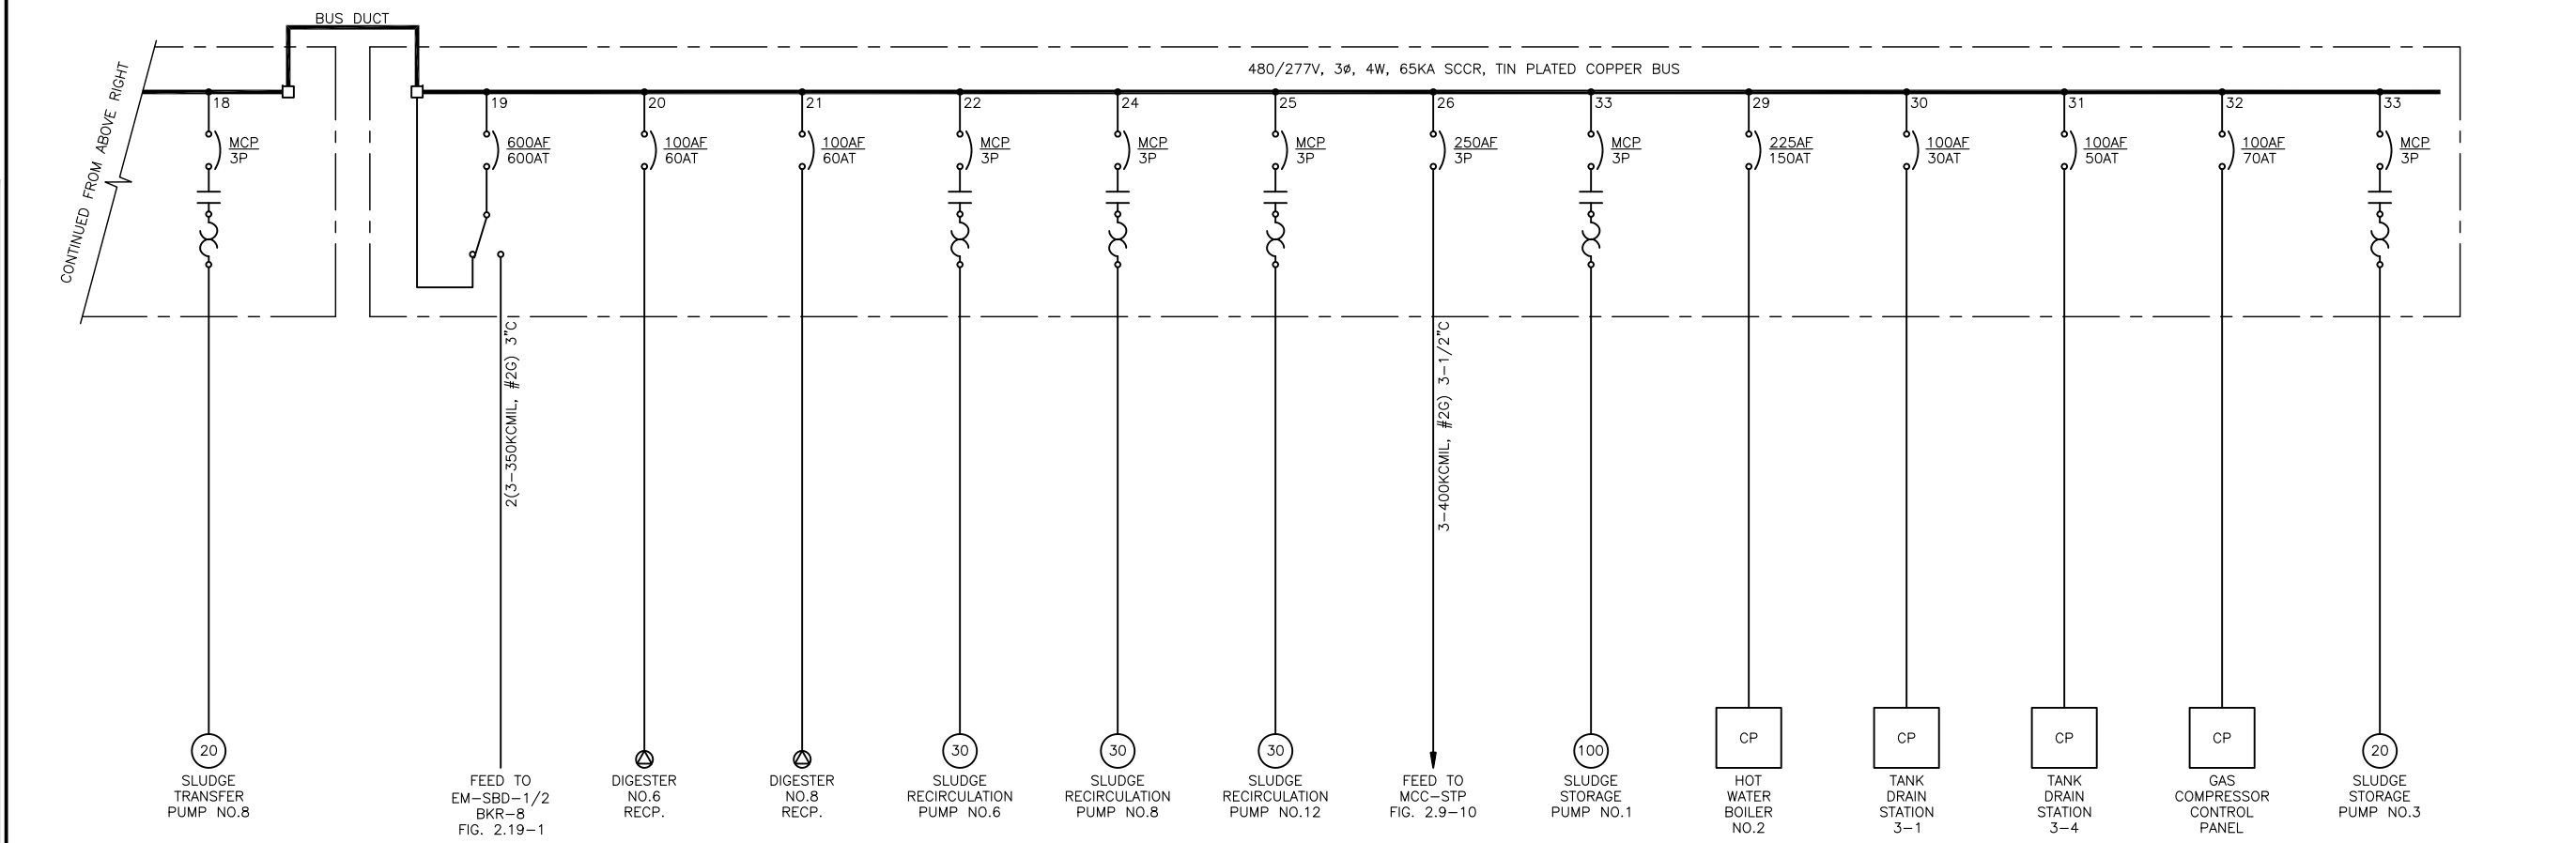 BUS DUCT
CONTINUED FROM ABOVE RIGHT
480/277V, 3ø, 4W, 65KA SCCR, TIN PLATED COPPER BUS
18
MCP
3P
20
SLUDGE
TRANSFER
PUMP NO.8
19
600AF
600AT
2(3-350KCMIL, #2G) 3"C
FEED TO
EM-SBD-1/2
BKR-8
FIG. 2.19-1
20
100AF
60AT
DIGESTER
NO.6
RECP.
21
100AF
60AT
DIGESTER
NO.8
RECP.
22
MCP
3P
30
SLUDGE
RECIRCULATION
PUMP NO.6
24
MCP
3P
30
SLUDGE
RECIRCULATION
PUMP NO.8
25
MCP
3P
30
SLUDGE
RECIRCULATION
PUMP NO.12
26
250AF
3P
3-400KCMIL, #2G) 3-1/2"C
FEED TO
MCC-STP
FIG. 2.9-10
33
MCP
3P
100
SLUDGE
STORAGE
PUMP NO.1
29
225AF
150AT
CP
HOT
WATER
BOILER
NO.2
30
100AF
30AT
CP
TANK
DRAIN
STATION
3-1
31
100AF
50AT
CP
TANK
DRAIN
STATION
3-4
32
100AF
70AT
CP
GAS
COMPRESSOR
CONTROL
PANEL
33
MCP
3P
20
SLUDGE
STORAGE
PUMP NO.3